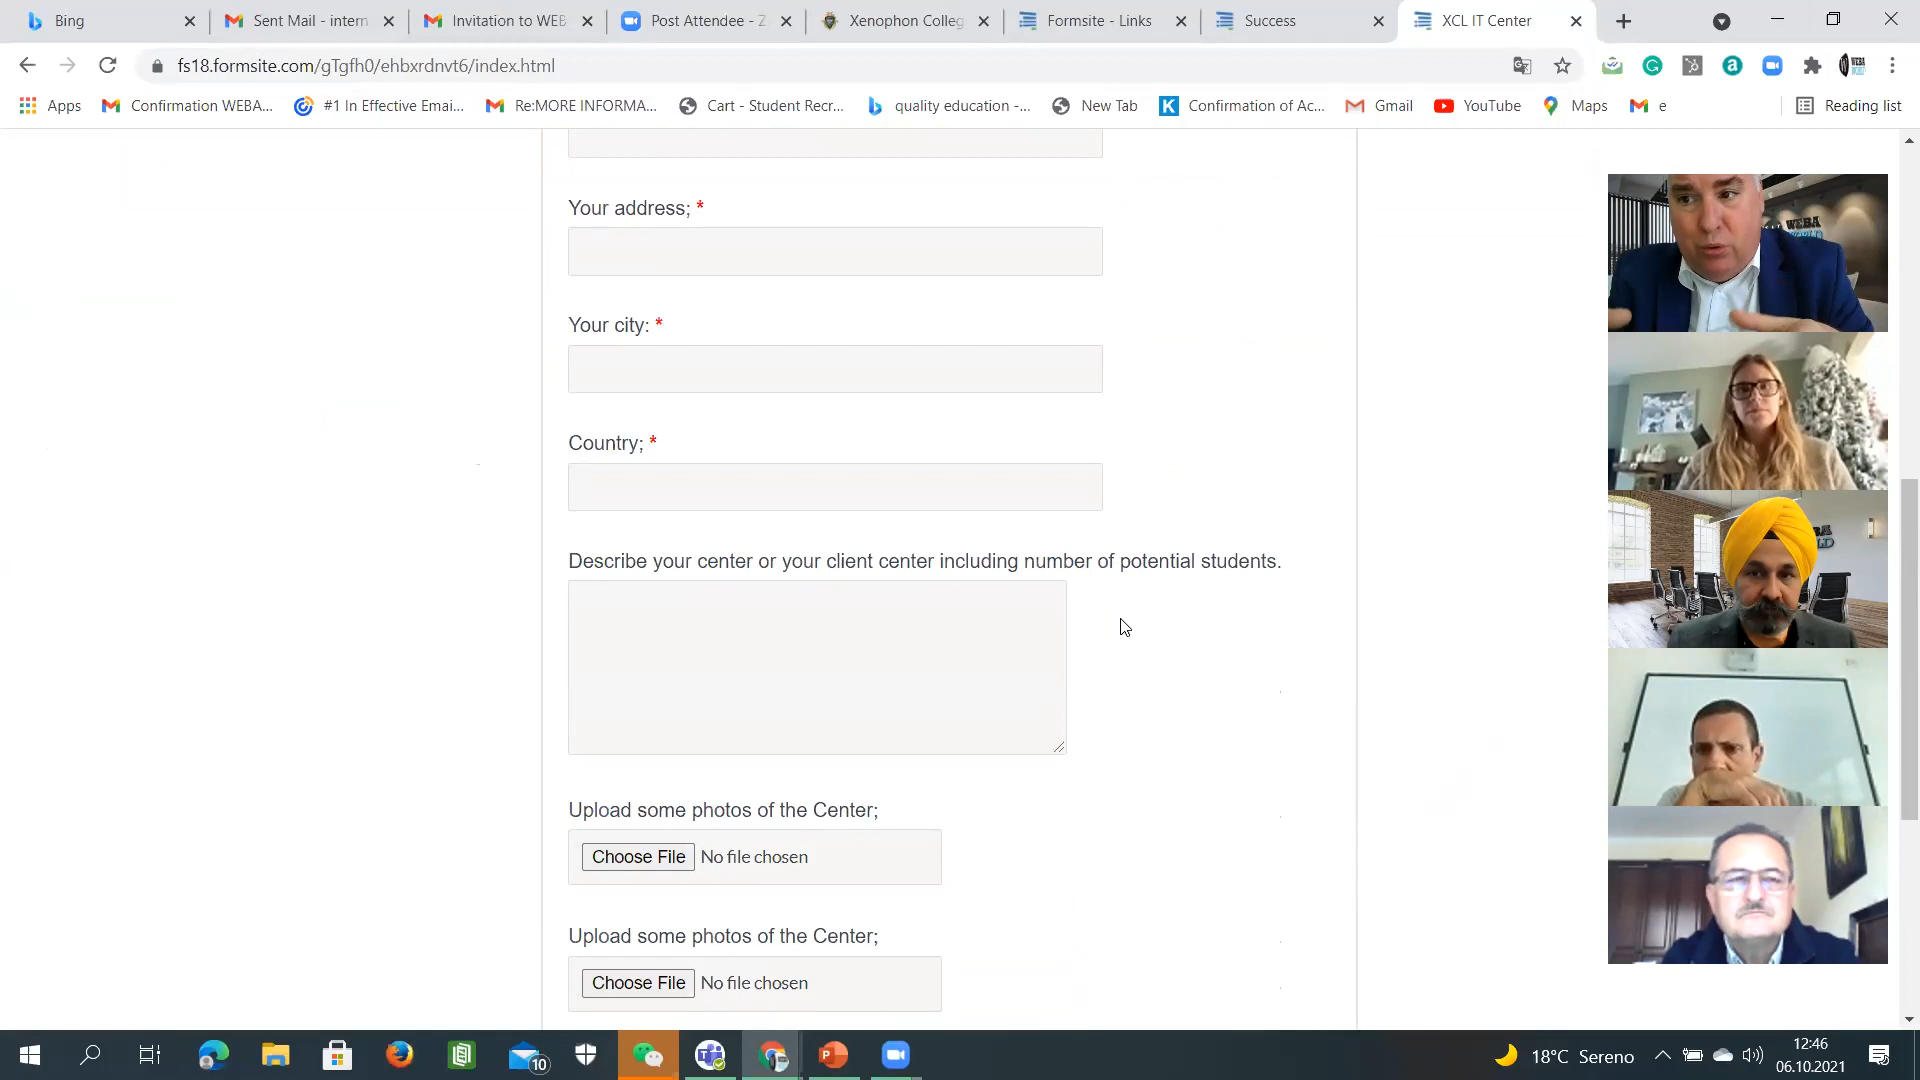 Bing
Sent Mail - intern
Invitation to WEB
Post Attendee - Z
Xenophon Colleg
Formsite - Links
Success
XCL IT Center
fs18.formsite.com/gTgfh0/ehbxrdnvt6/index.html
Apps
Confirmation WEBA...
#1 In Effective Emai...
Re:MORE INFORMA...
Cart - Student Recr...
quality education -...
New Tab
Confirmation of Ac...
Gmail
YouTube
Maps
e
Reading list
Your address; *
Your city: *
Country; *
Describe your center or your client center including number of potential students.
Upload some photos of the Center;
Choose File No file chosen
Upload some photos of the Center;
Choose File No file chosen
WEBA
10
18°C Sereno
12:46
06.10.2021